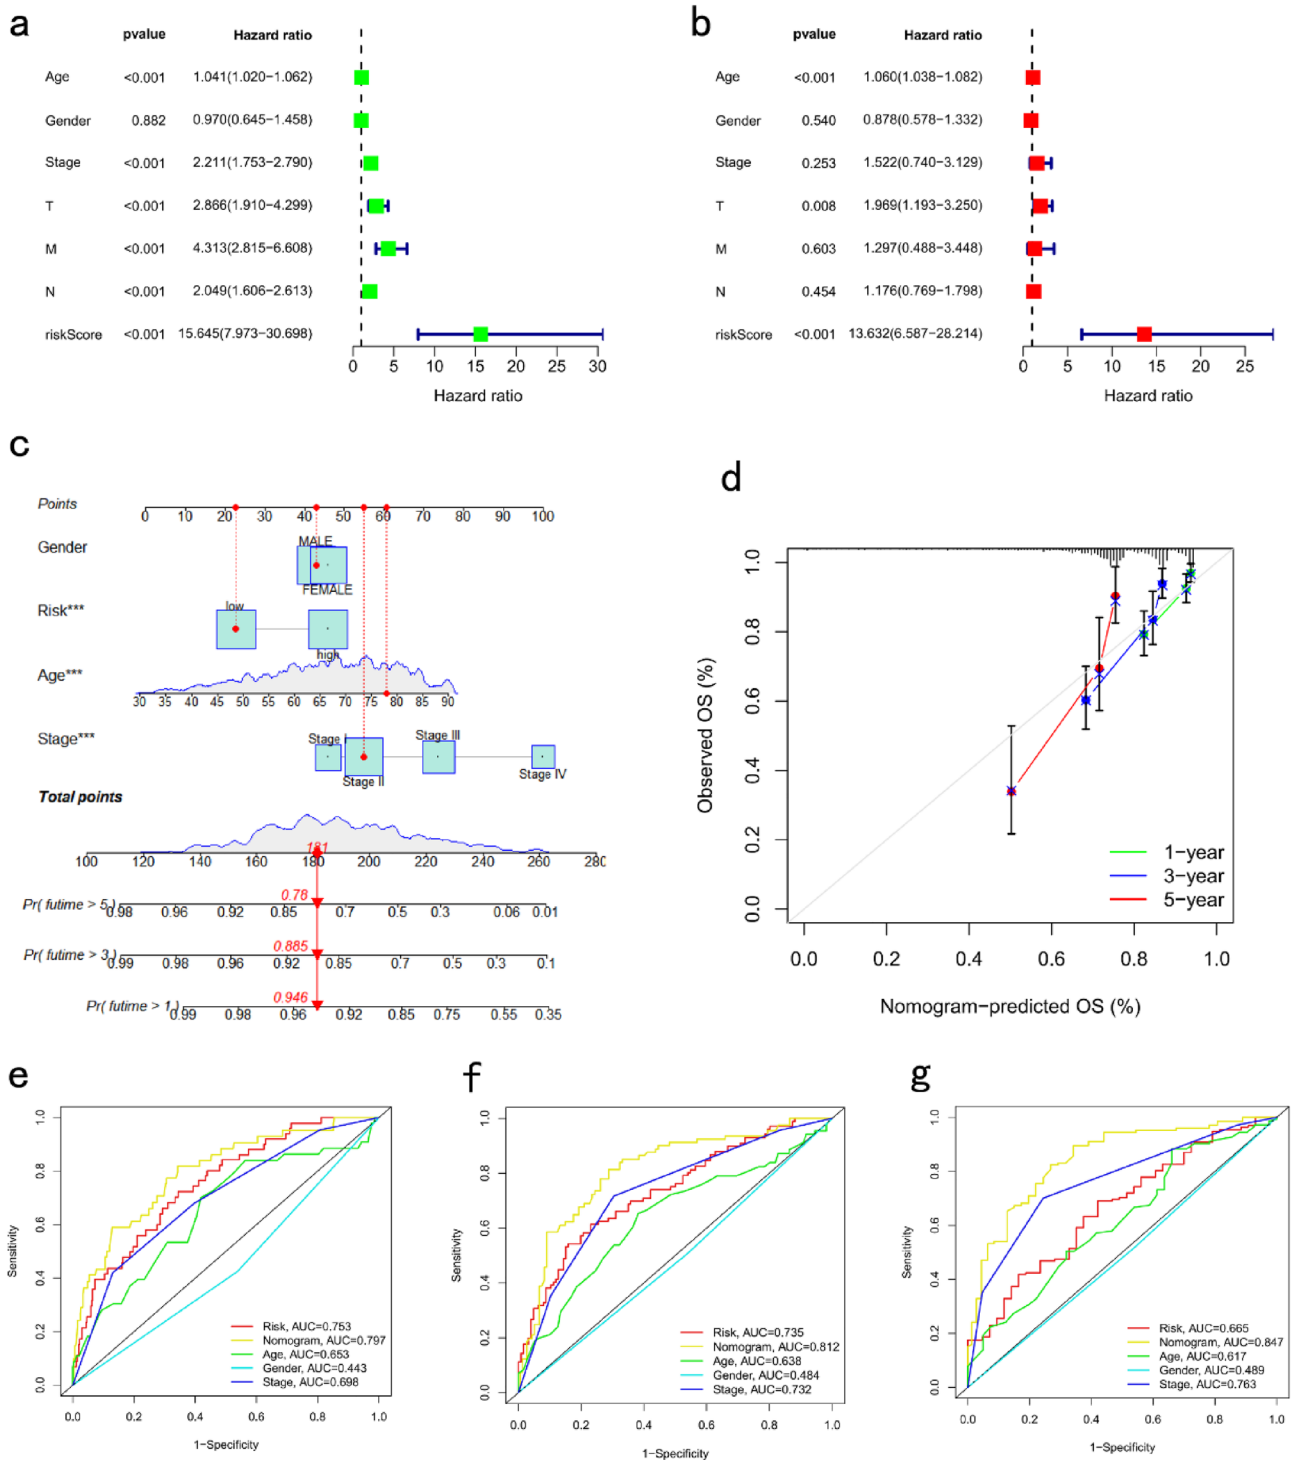 a
pvalue Hazard ratio
Age <0.001 1.041(1.020−1.062)
Gender 0.882 0.970(0.645−1.458)
Stage <0.001 2.211(1.753−2.790)
T <0.001 2.866(1.910−4.299)
M <0.001 4.313(2.815−6.608)
N <0.001 2.049(1.606−2.613)
riskScore <0.001 15.645(7.973−30.698)
0 5 10 15 20 25 30
Hazard ratio
b
pvalue Hazard ratio
Age <0.001 1.060(1.038−1.082)
Gender 0.540 0.878(0.578−1.332)
Stage 0.253 1.522(0.740−3.129)
T 0.008 1.969(1.193−3.250)
M 0.603 1.297(0.488−3.448)
N 0.454 1.176(0.769−1.798)
riskScore <0.001 13.632(6.587−28.214)
0 5 10 15 20 25
Hazard ratio
c
Points
0 10 20 30 40 50 60 70 80 90 100
Gender
MALE
FEMALE
Risk***
low
high
Age***
30 35 40 45 50 55 60 65 70 75 80 85 90
Stage***
Stage I
Stage II
Stage III
Stage IV
Total points
181
100 120 140 160 180 200 220 240 260 280
0.78
Pr( futime > 5 )
0.98 0.96 0.92 0.85 0.7 0.5 0.3 0.06 0.01
0.885
Pr( futime > 3 )
0.99 0.98 0.96 0.92 0.85 0.7 0.5 0.3 0.1
0.946
Pr( futime > 1 )
0.99 0.98 0.96 0.92 0.85 0.75 0.55 0.35
d
Observed OS (%)
0.0 0.2 0.4 0.6 0.8 1.0
1-year
3-year
5-year
0.0 0.2 0.4 0.6 0.8 1.0
Nomogram−predicted OS (%)
e
Sensitivity
0.0 0.2 0.4 0.6 0.8 1.0
Risk, AUC=0.753
Nomogram, AUC=0.797
Age, AUC=0.653
Gender, AUC=0.443
Stage, AUC=0.698
0.0 0.2 0.4 0.6 0.8 1.0
1−Specificity
f
Sensitivity
0.0 0.2 0.4 0.6 0.8 1.0
Risk, AUC=0.735
Nomogram, AUC=0.812
Age, AUC=0.638
Gender, AUC=0.484
Stage, AUC=0.732
0.0 0.2 0.4 0.6 0.8 1.0
1−Specificity
g
Sensitivity
0.0 0.2 0.4 0.6 0.8 1.0
Risk, AUC=0.665
Nomogram, AUC=0.847
Age, AUC=0.617
Gender, AUC=0.489
Stage, AUC=0.763
0.0 0.2 0.4 0.6 0.8 1.0
1−Specificity